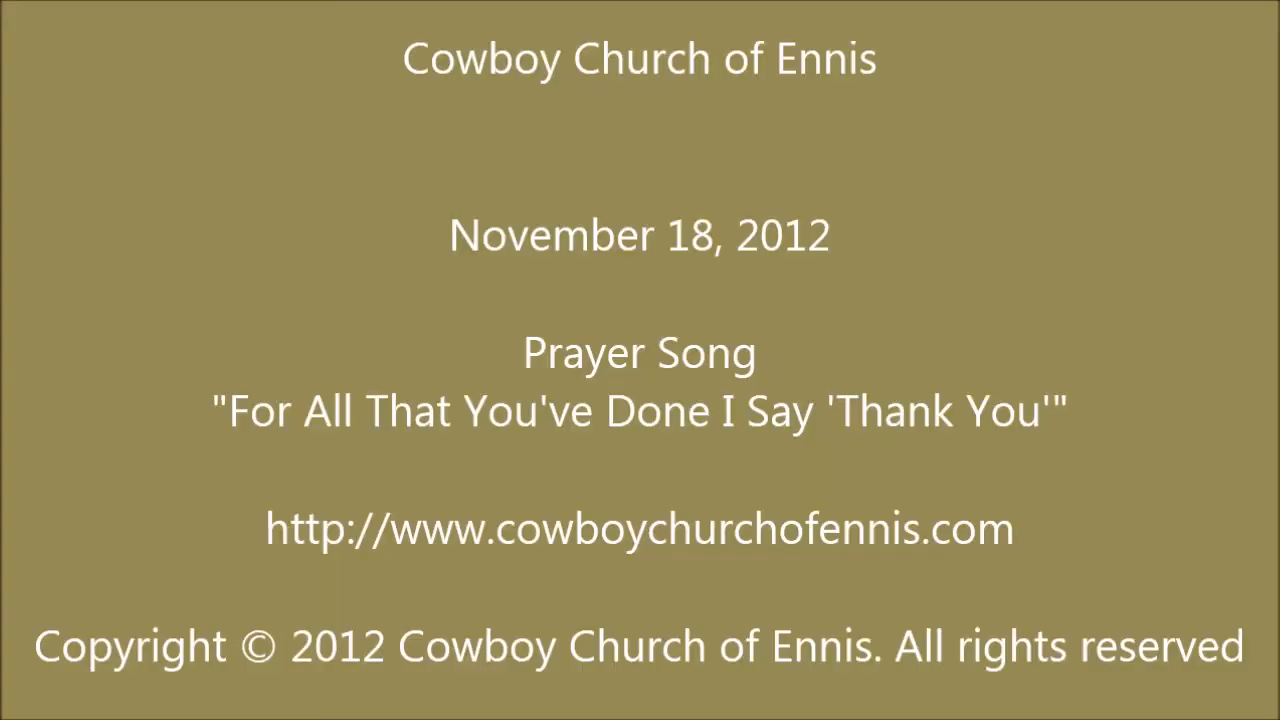 Cowboy Church of Ennis
November 18, 2012
Prayer Song
"For All That You've Done I Say 'Thank You'"
http://www.cowboychurchofennis.com
Copyright © 2012 Cowboy Church of Ennis. All rights reserved